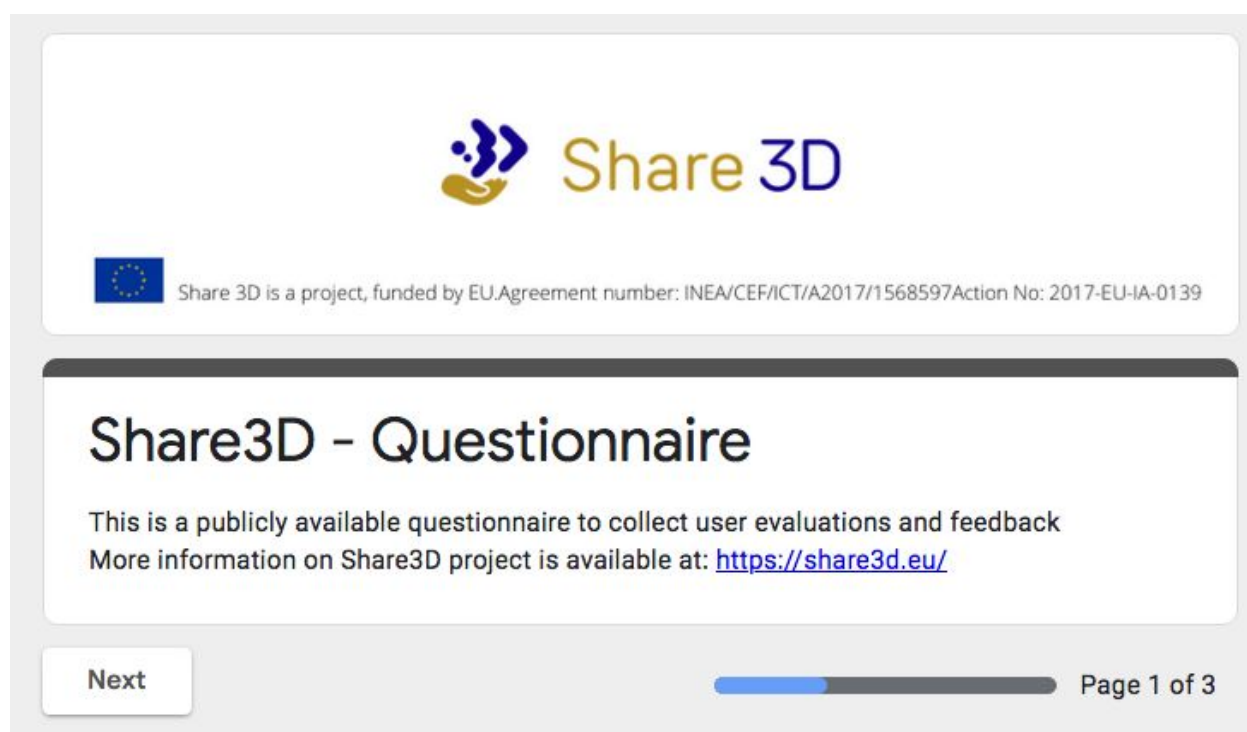 Share 3D
Share 3D is a project, funded by EU.Agreement number: INEA/CEF/ICT/A2017/1568597Action No: 2017-EU-IA-0139
Share3D - Questionnaire
This is a publicly available questionnaire to collect user evaluations and feedback
More information on Share3D project is available at: https://share3d.eu/
Next
Page 1 of 3